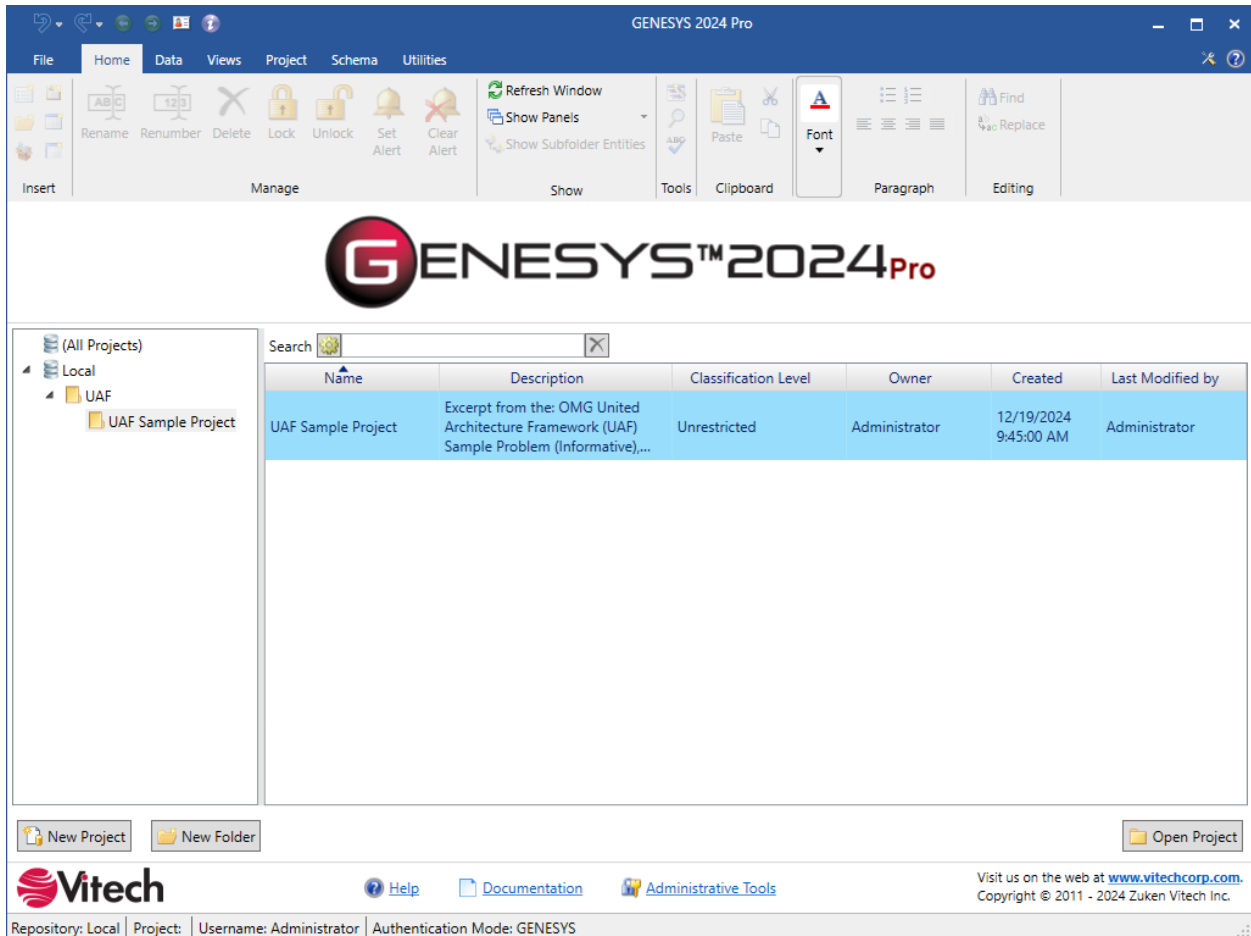 GENESYS 2024 Pro
File Home Data Views Project Schema Utilities
Rename Renumber Delete Lock Unlock Set Alert Clear Alert
Refresh Window
Show Panels
Show Subfolder Entities
Paste
Font
Find
Replace
Insert Manage Show Tools Clipboard Paragraph Editing
GENESYS™2024Pro
(All Projects)
Local
UAF
UAF Sample Project
Search
Name Description Classification Level Owner Created Last Modified by
UAF Sample Project
Excerpt from the: OMG United
Architecture Framework (UAF)
Sample Problem (Informative),...
Unrestricted
Administrator
12/19/2024
9:45:00 AM
Administrator
New Project New Folder Open Project
Vitech
Help Documentation Administrative Tools
Visit us on the web at www.vitechcorp.com.
Copyright © 2011 - 2024 Zuken Vitech Inc.
Repository: Local Project: Username: Administrator Authentication Mode: GENESYS